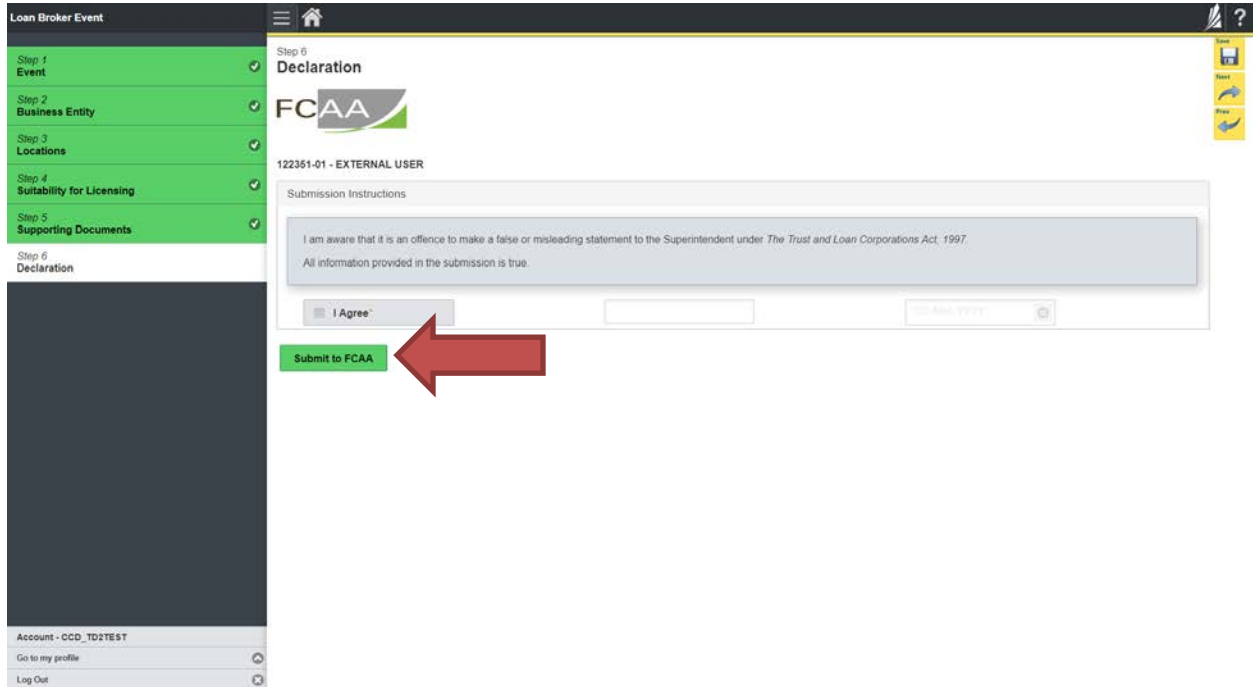 Loan Broker Event
?
Step 1
Event
Step 2
Business Entity
Step 3
Locations
Step 4
Suitability for Licensing
Step 5
Supporting Documents
Step 6
Declaration
Step 6
Declaration
FCAA
122351-01 - EXTERNAL USER
Submission Instructions
I am aware that it is an offence to make a false or misleading statement to the Superintendent under The Trust and Loan Corporations Act, 1997.
All information provided in the submission is true.
I Agree*
Submit to FCAA
Save
Next
Prev
Account - CCD_TD2TEST
Go to my profile
Log Out